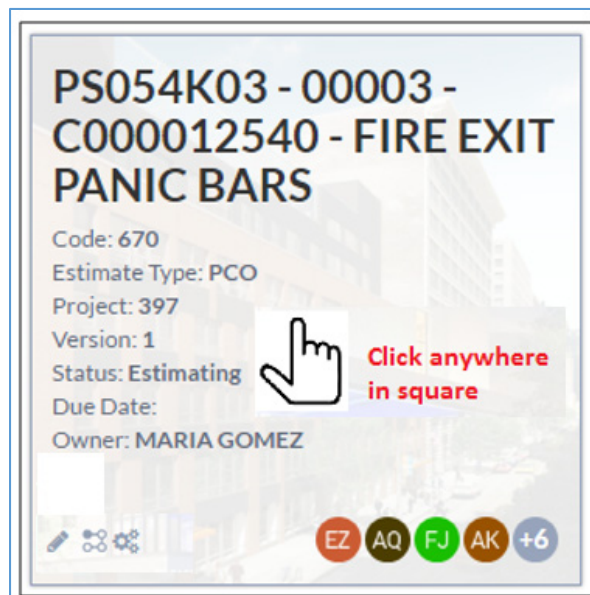 PS054K03 - 00003 -
C000012540 - FIRE EXIT
PANIC BARS
Code: 670
Estimate Type: PCO
Project: 397
Version: 1
Status: Estimating
Due Date:
Owner: MARIA GOMEZ
Click anywhere
in square
EZ AQ FJ AK +6